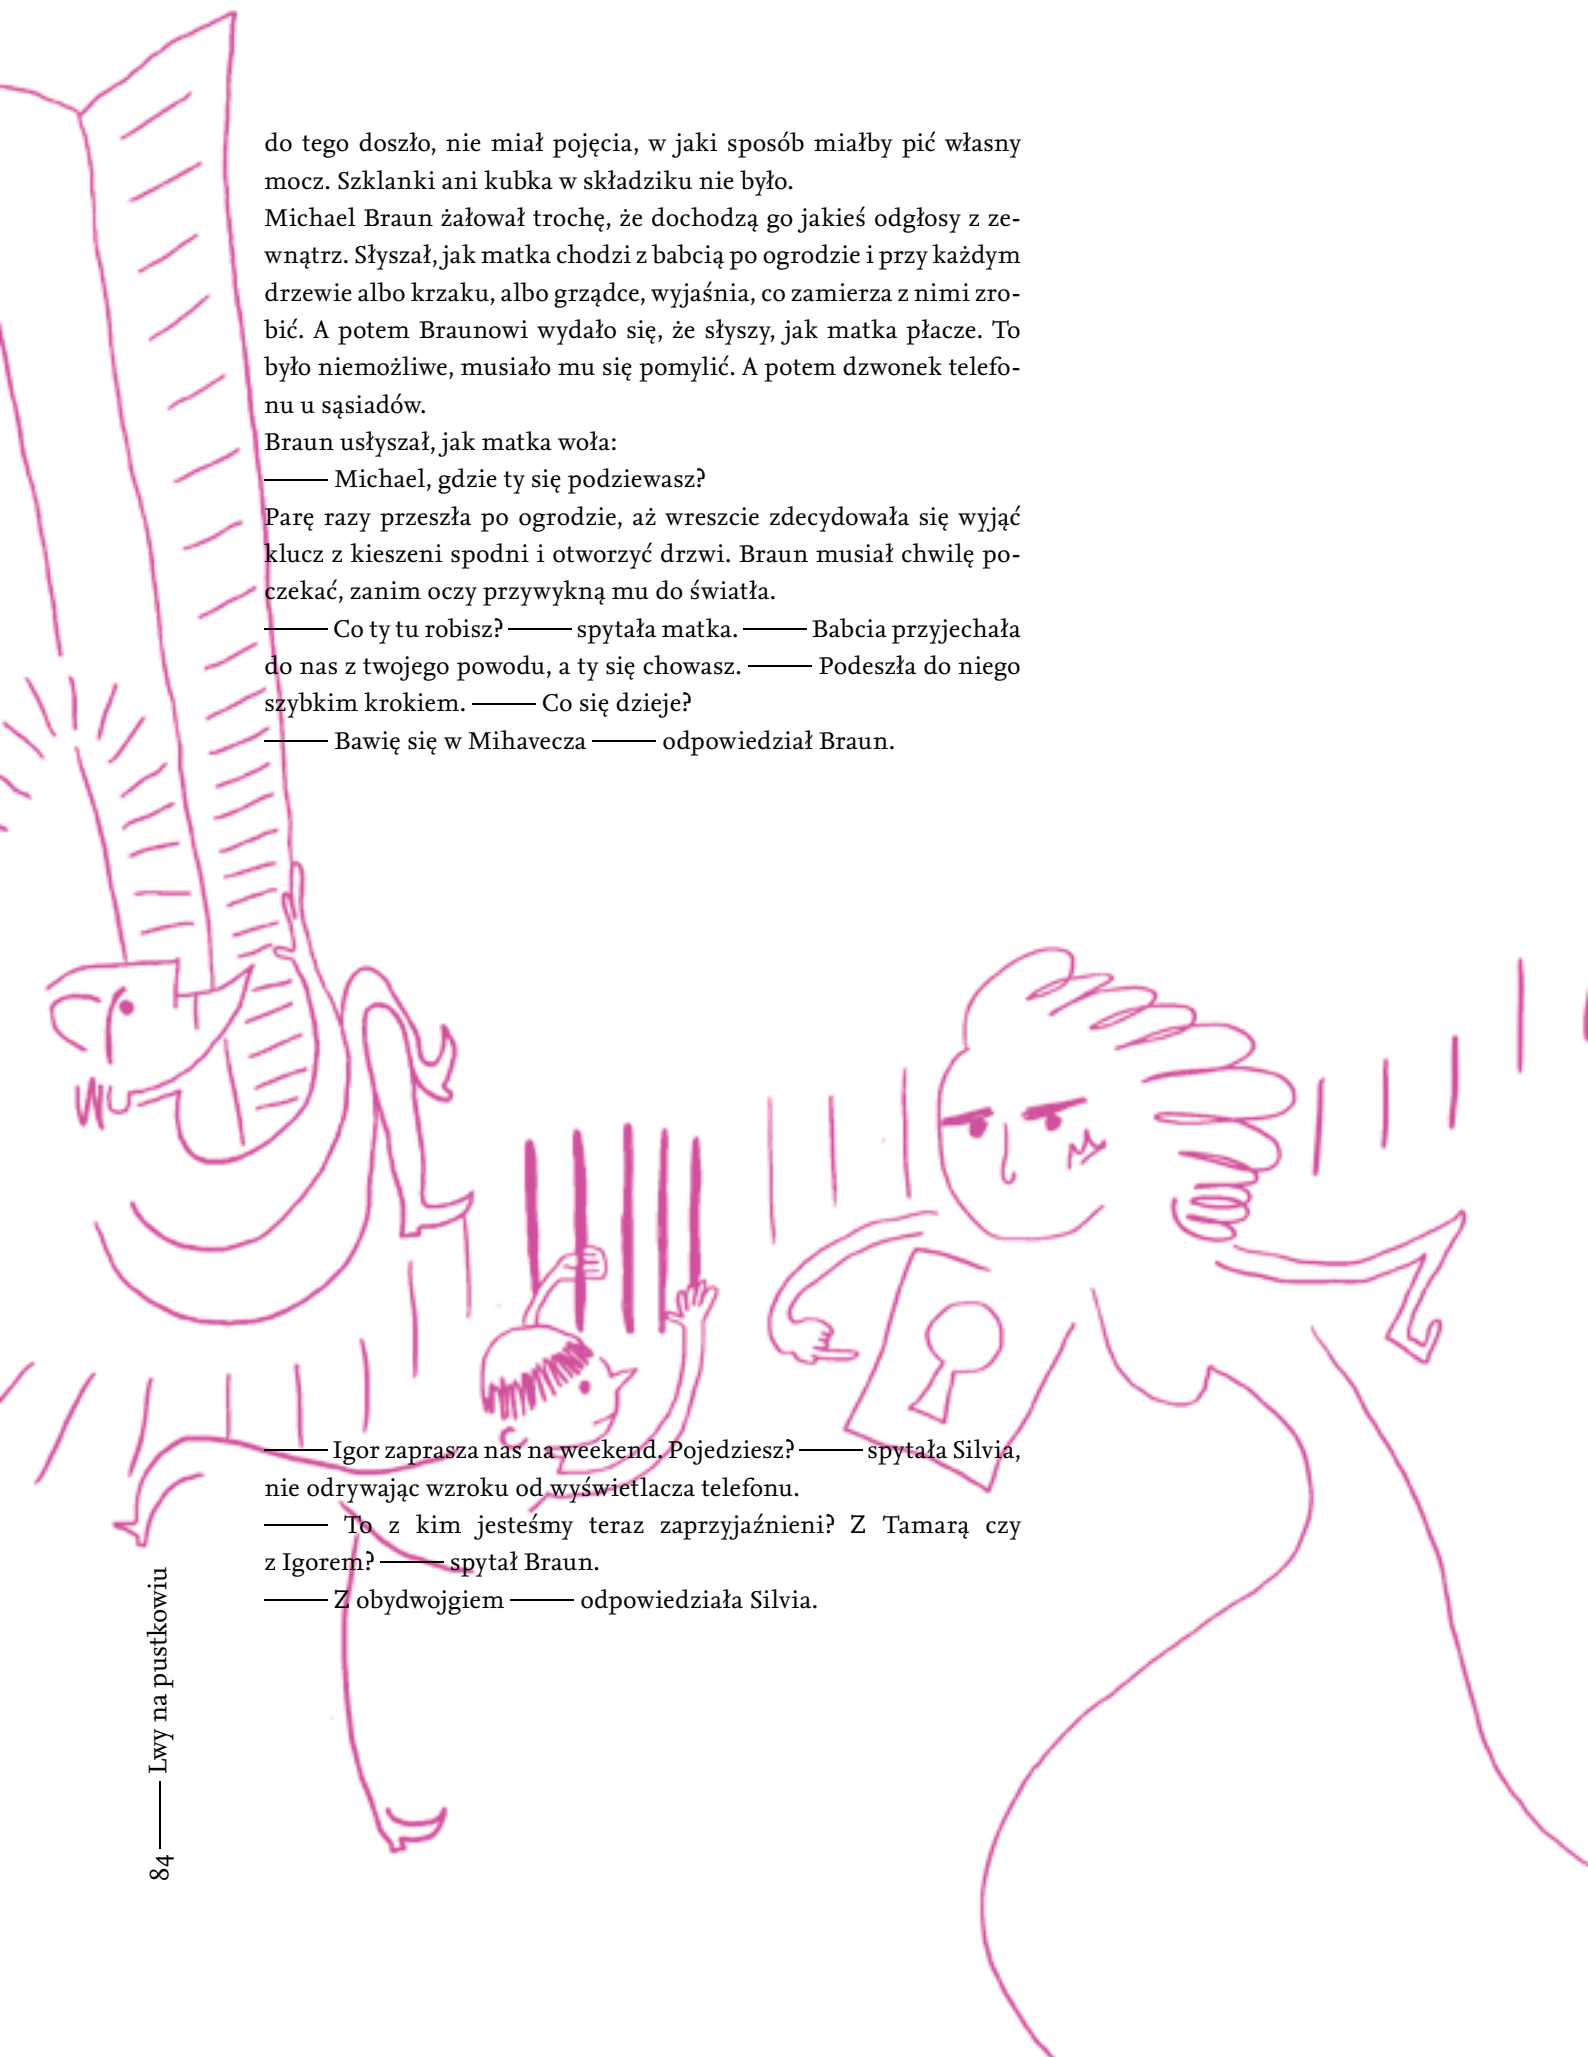 do tego doszło, nie miał pojęcia, w jaki sposób miałby pić własny
mocz. Szklanki ani kubka w składziku nie było.
Michael Braun żałował trochę, że dochodzą go jakieś odgłosy z ze-
wnątrz. Słyszał, jak matka chodzi z babcią po ogrodzie i przy każdym
drzewie albo krzaku, albo grządce, wyjaśnia, co zamierza z nimi zro-
bić. A potem Braunowi wydało się, że słyszy, jak matka płacze. To
było niemożliwe, musiało mu się pomylić. A potem dzwonek telefo-
nu u sąsiadów.
Braun usłyszał, jak matka woła:
—— Michael, gdzie ty się podziewasz?
Parę razy przeszła po ogrodzie, aż wreszcie zdecydowała się wyjąć
klucz z kieszeni spodni i otworzyć drzwi. Braun musiał chwilę po-
czekać, zanim oczy przywykną mu do światła.
—— Co ty tu robisz? —— spytała matka. —— Babcia przyjechała
do nas z twojego powodu, a ty się chowasz. —— Podeszła do niego
szybkim krokiem. —— Co się dzieje?
—— Bawię się w Mihavecza —— odpowiedział Braun.
—— Igor zaprasza nas na weekend. Pojedziesz? —— spytała Silvia,
nie odrywając wzroku od wyświetlacza telefonu.
—— To z kim jesteśmy teraz zaprzyjaźnieni? Z Tamarą czy
z Igorem? —— spytał Braun.
—— Z obydwojgiem —— odpowiedziała Silvia.
84 —— Lwy na pustkowiu